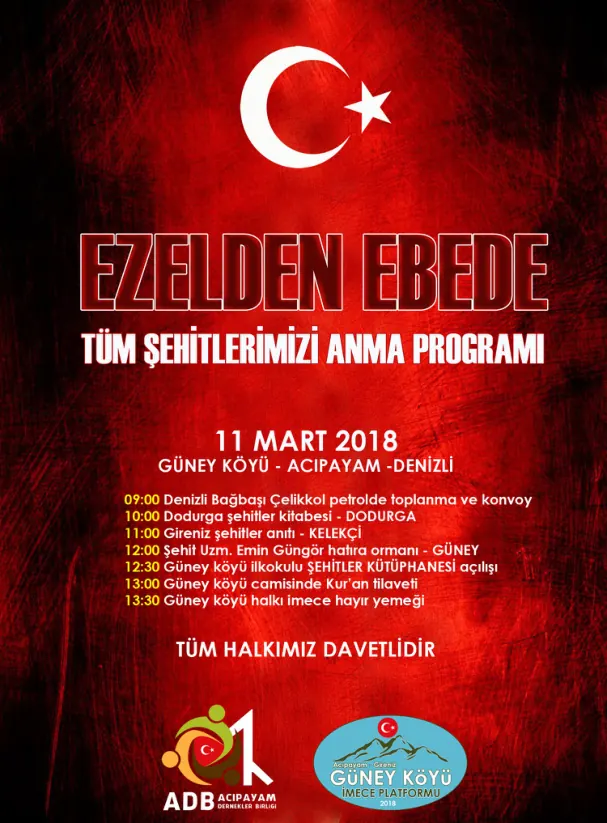 EZELDEN EBEDE
TÜM ŞEHİTLERİMİZİ ANMA PROGRAMI
11 MART 2018
GÜNEY KÖYÜ - ACIPAYAM -DENİZLİ
09:00 Denizli Bağbaşı Çelikkol petrolde toplanma ve konvoy
10:00 Dodurga şehitler kitabesi - DODURGA
11:00 Gireniz şehitler anıtı - KELEKÇİ
12:00 Şehit Uzm. Emin Güngör hatıra ormanı - GÜNEY
12:30 Güney köyü ilkokulu ŞEHİTLER KÜTÜPHANESİ açılışı
13:00 Güney köyü camisinde Kur'an tilaveti
13:30 Güney köyü halkı imece hayır yemeği
TÜM HALKIMIZ DAVETLİDİR
ADB ACIPAYAM
DERNEKLER BİRLİĞİ
Acıpayam Gireniz
GÜNEY KÖYÜ
İMECE PLATFORMU
2018